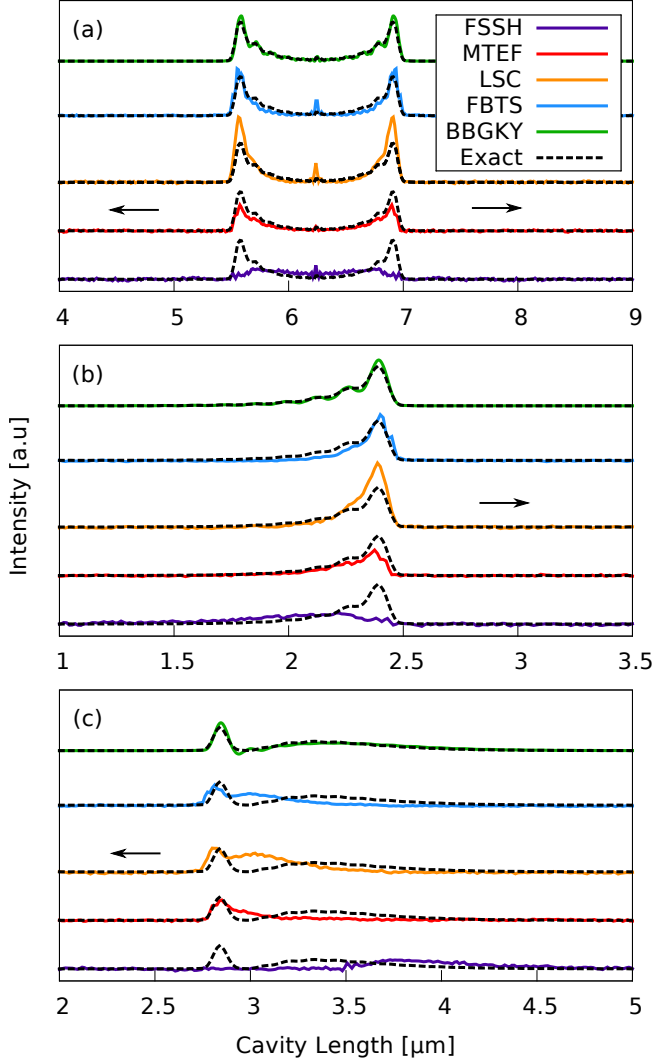 (a)
FSSH
MTEF
LSC
FBTS
BBGKY
Exact
4 5 6 7 8 9
(b)
Intensity [a.u]
1 1.5 2 2.5 3 3.5
(c)
2 2.5 3 3.5 4 4.5 5
Cavity Length [μm]